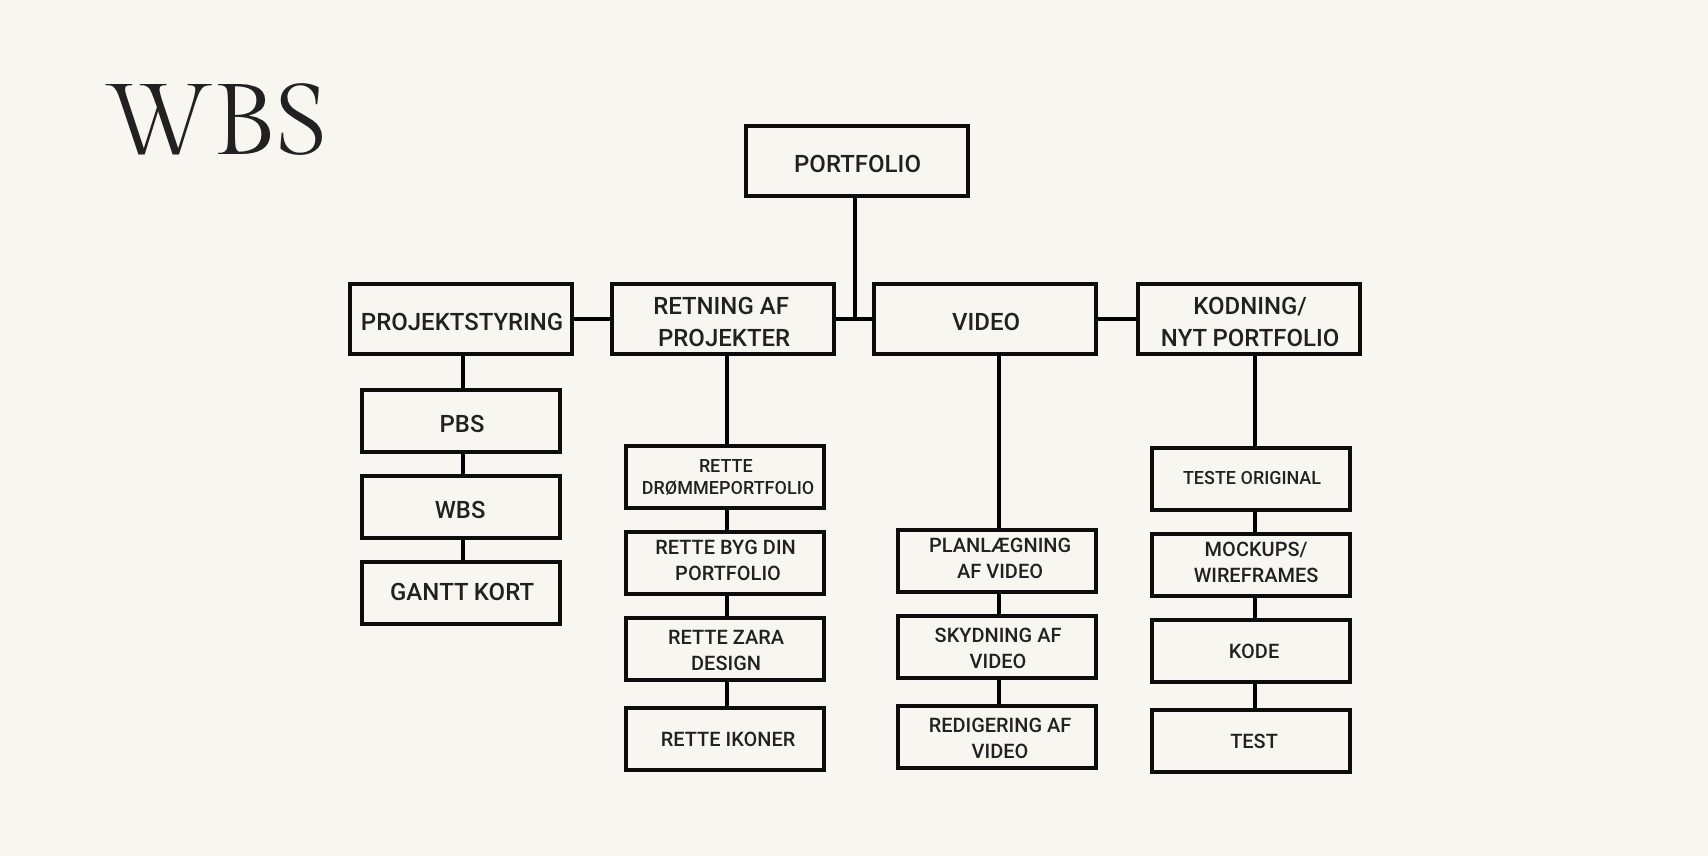 WBS
PORTFOLIO
PROJEKTSTYRING
RETNING AF
PROJEKTER
VIDEO
KODNING/
NYT PORTFOLIO
PBS
WBS
GANTT KORT
RETTE
DRØMMEPORTFOLIO
RETTE BYG DIN
PORTFOLIO
RETTE ZARA
DESIGN
RETTE IKONER
PLANLÆGNING
AF VIDEO
SKYDNING AF
VIDEO
REDIGERING AF
VIDEO
TESTE ORIGINAL
MOCKUPS/
WIREFRAMES
KODE
TEST